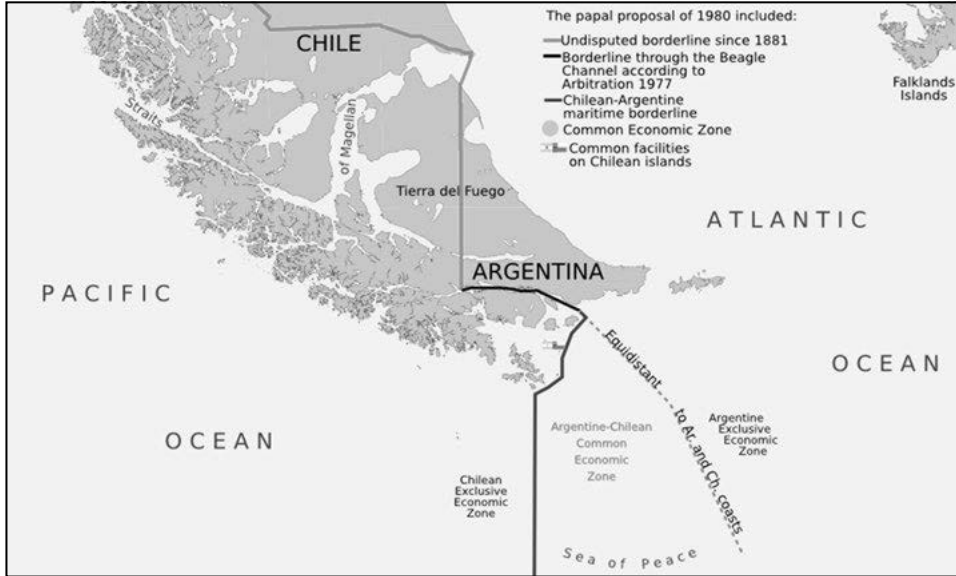 The papal proposal of 1980 included:
Undisputed borderline since 1881
Borderline through the Beagle
Channel according to
Arbitration 1977
Chilean-Argentine
maritime borderline
Common Economic Zone
Common facilities
on Chilean islands
Falklands
Islands
CHILE
Straits
of Magellan
Tierra del Fuego
ATLANTIC
ARGENTINA
PACIFIC
OCEAN
Equidistant
to Ar. and Ch. coasts
Argentine
Exclusive
Economic
Zone
Argentine-Chilean
Common
Economic
Zone
OCEAN
Chilean
Exclusive
Economic
Zone
Sea of Peace